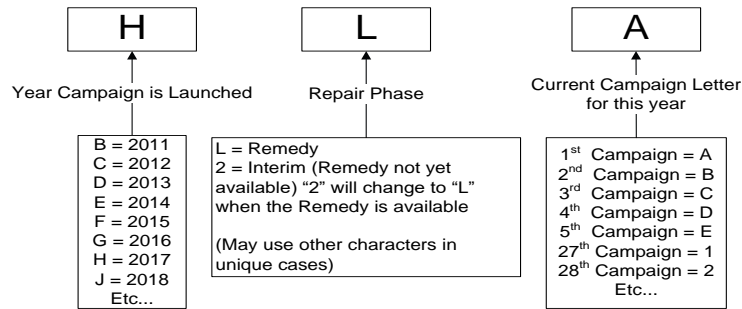 H
L
A
Year Campaign is Launched
Repair Phase
Current Campaign Letter
for this year
B = 2011
C = 2012
D = 2013
E = 2014
F = 2015
G = 2016
H = 2017
J = 2018
Etc...
L = Remedy
2 = Interim (Remedy not yet
available) “2” will change to “L”
when the Remedy is available
(May use other characters in
unique cases)
1st Campaign = A
2nd Campaign = B
3rd Campaign = C
4th Campaign = D
5th Campaign = E
27th Campaign = 1
28th Campaign = 2
Etc...